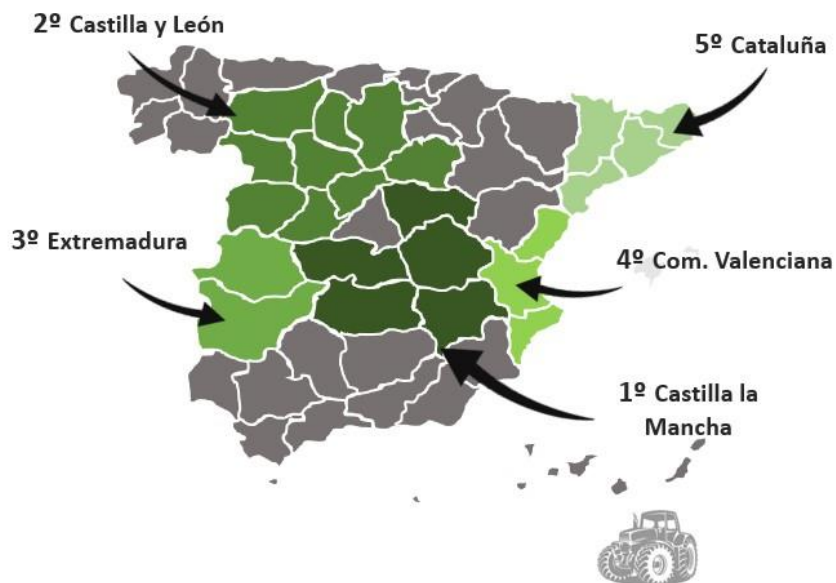 2º Castilla y León
5º Cataluña
3º Extremadura
4º Com. Valenciana
1º Castilla la
Mancha